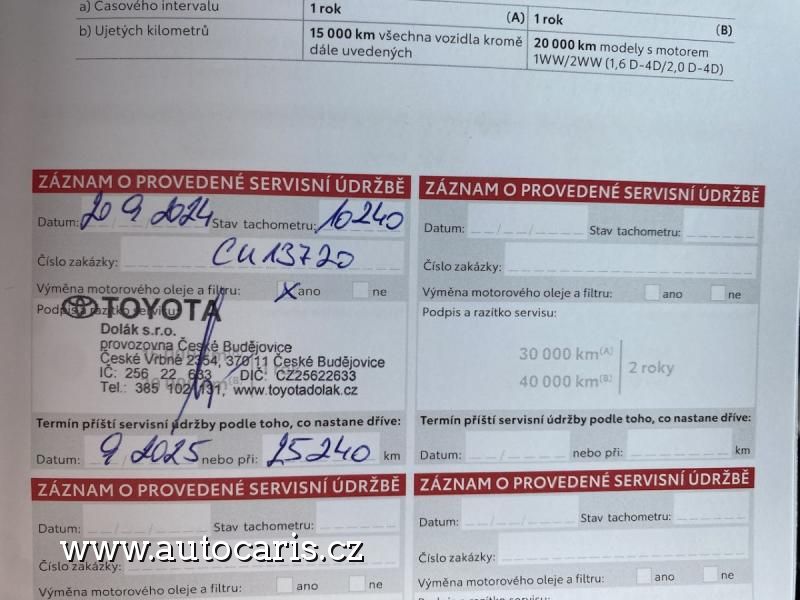 a) Časového intervalu
1 rok
(A)
1 rok
(B)
b) Ujetých kilometrů
15 000 km všechna vozidla kromě
dále uvedených
20 000 km modely s motorem
1WW/2WW (1,6 D-4D/2,0 D-4D)
ZÁZNAM O PROVEDENÉ SERVISNÍ ÚDRŽBĚ
Datum: 20 9 2024 Stav tachometru: 10240
Číslo zakázky: CU13720
Výměna motorového oleje a filtru: X ano ne
Podpis a razítko servisu:
TOYOTA
Dolák s.r.o.
provozovna České Budějovice
České Vrbné 2354, 370 11 České Budějovice
IČ: 256 22 633 DIČ: CZ25622633
Tel.: 385 102 131, www.toyotadolak.cz
Termín příští servisní údržby podle toho, co nastane dříve:
Datum: 9 2025 nebo při: 25240 km
ZÁZNAM O PROVEDENÉ SERVISNÍ ÚDRŽBĚ
Datum: Stav tachometru:
Číslo zakázky:
Výměna motorového oleje a filtru: ano ne
Podpis a razítko servisu:
30 000 km(A)
40 000 km(B)
2 roky
Termín příští servisní údržby podle toho, co nastane dříve:
Datum: nebo při: km
ZÁZNAM O PROVEDENÉ SERVISNÍ ÚDRŽBĚ
Datum: Stav tachometru:
Číslo zakázky:
Výměna motorového oleje a filtru: ano ne
ZÁZNAM O PROVEDENÉ SERVISNÍ ÚDRŽBĚ
Datum: Stav tachometru:
Číslo zakázky:
Výměna motorového oleje a filtru: ano ne
www.autocaris.cz